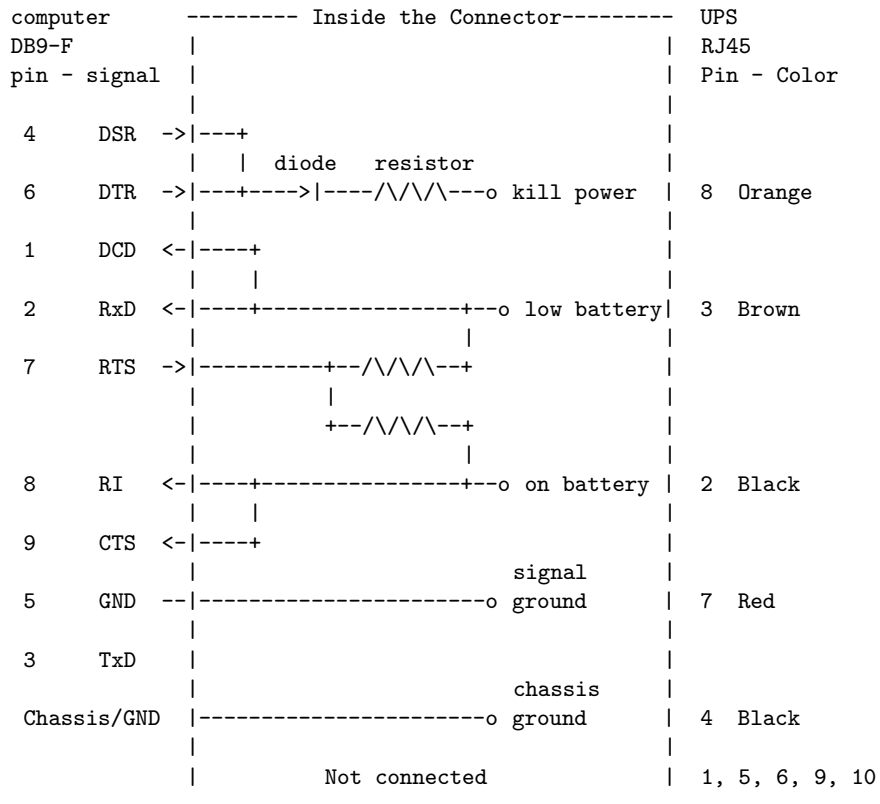 computer      --------- Inside the Connector---------  UPS
DB9-F            |                                  |  RJ45
pin - signal   |                                  |  Pin - Color
               |                                  |
 4     DSR  ->|---+                                |
               |   |  diode   resistor            |
 6     DTR  ->|---+---->|----/\/\/\---o kill power  |  8  Orange
               |                                  |
 1     DCD  <-|----+                               |
               |    |                             |
 2     RxD  <-|----+----------------+--o low battery|  3  Brown
               |                     |            |
 7     RTS  ->|----------+--/\/\/\--+              |
               |          |                       |
               |          +--/\/\/\--+            |
               |                     |            |
 8     RI   <-|----+----------------+--o on battery |  2  Black
               |    |                             |
 9     CTS  <-|----+                               |
               |                        signal    |
 5     GND  --|----------------------o ground      |  7  Red
               |                                  |
 3     TxD     |                                  |
               |                        chassis   |
 Chassis/GND  |----------------------o ground      |  4  Black
               |                                  |
               |          Not connected           |  1, 5, 6, 9, 10